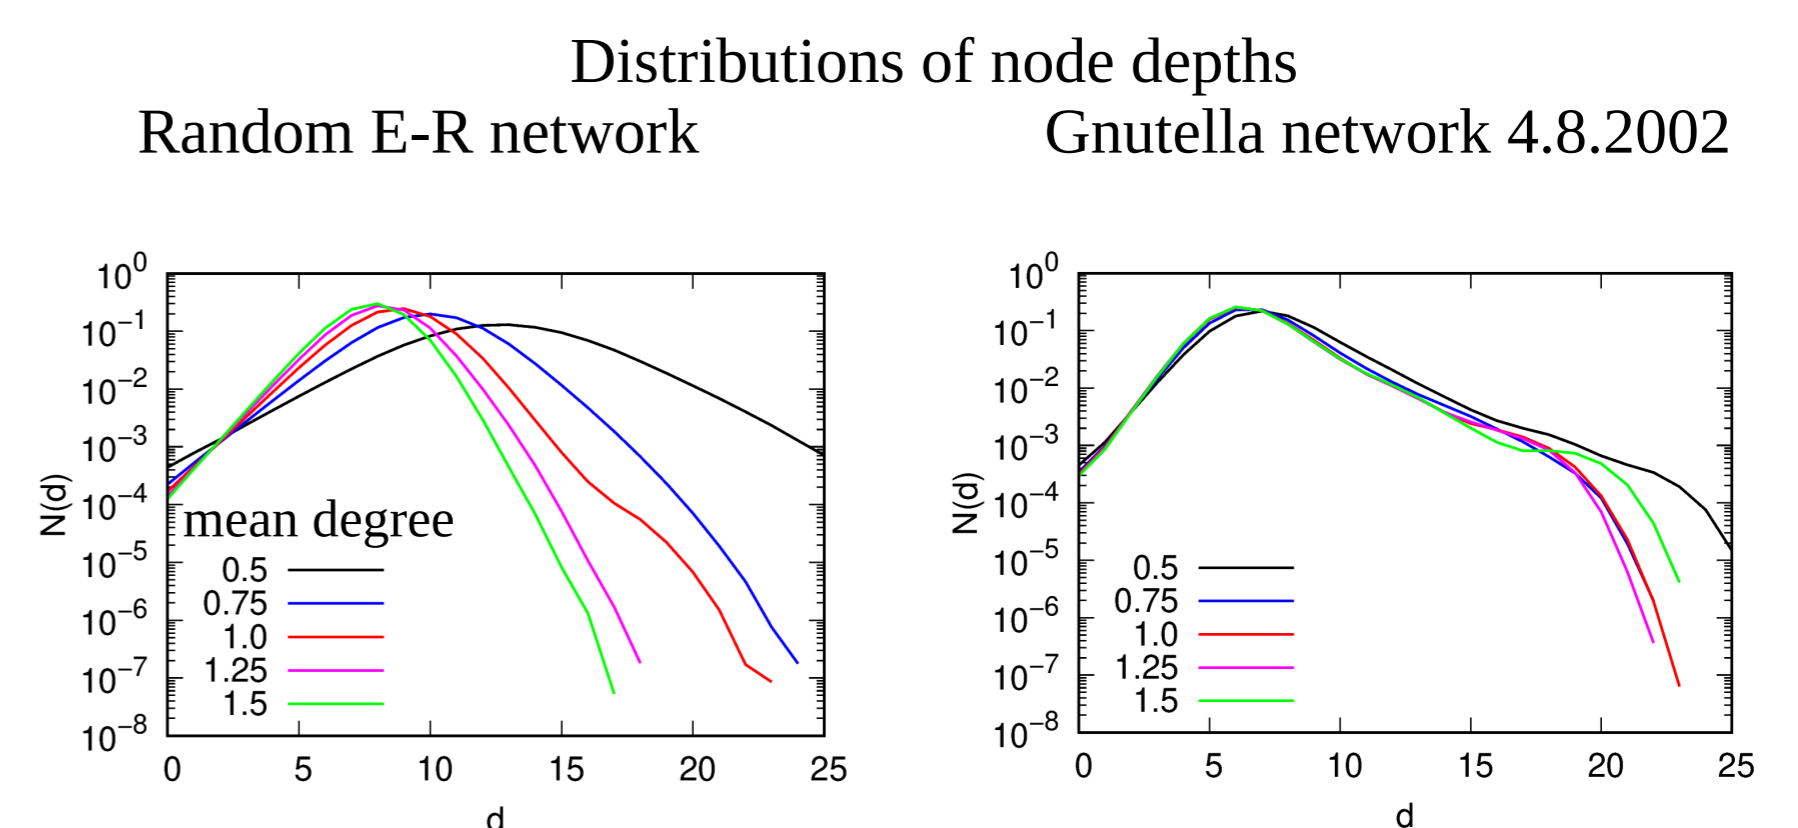 Distributions of node depths
Random E-R network
Gnutella network 4.8.2002
10^0
10^-1
10^-2
10^-3
10^-4
10^-5
10^-6
10^-7
10^-8
N(d)
mean degree
0.5
0.75
1.0
1.25
1.5
0 5 10 15 20 25
d
10^0
10^-1
10^-2
10^-3
10^-4
10^-5
10^-6
10^-7
10^-8
N(d)
0.5
0.75
1.0
1.25
1.5
0 5 10 15 20 25
d